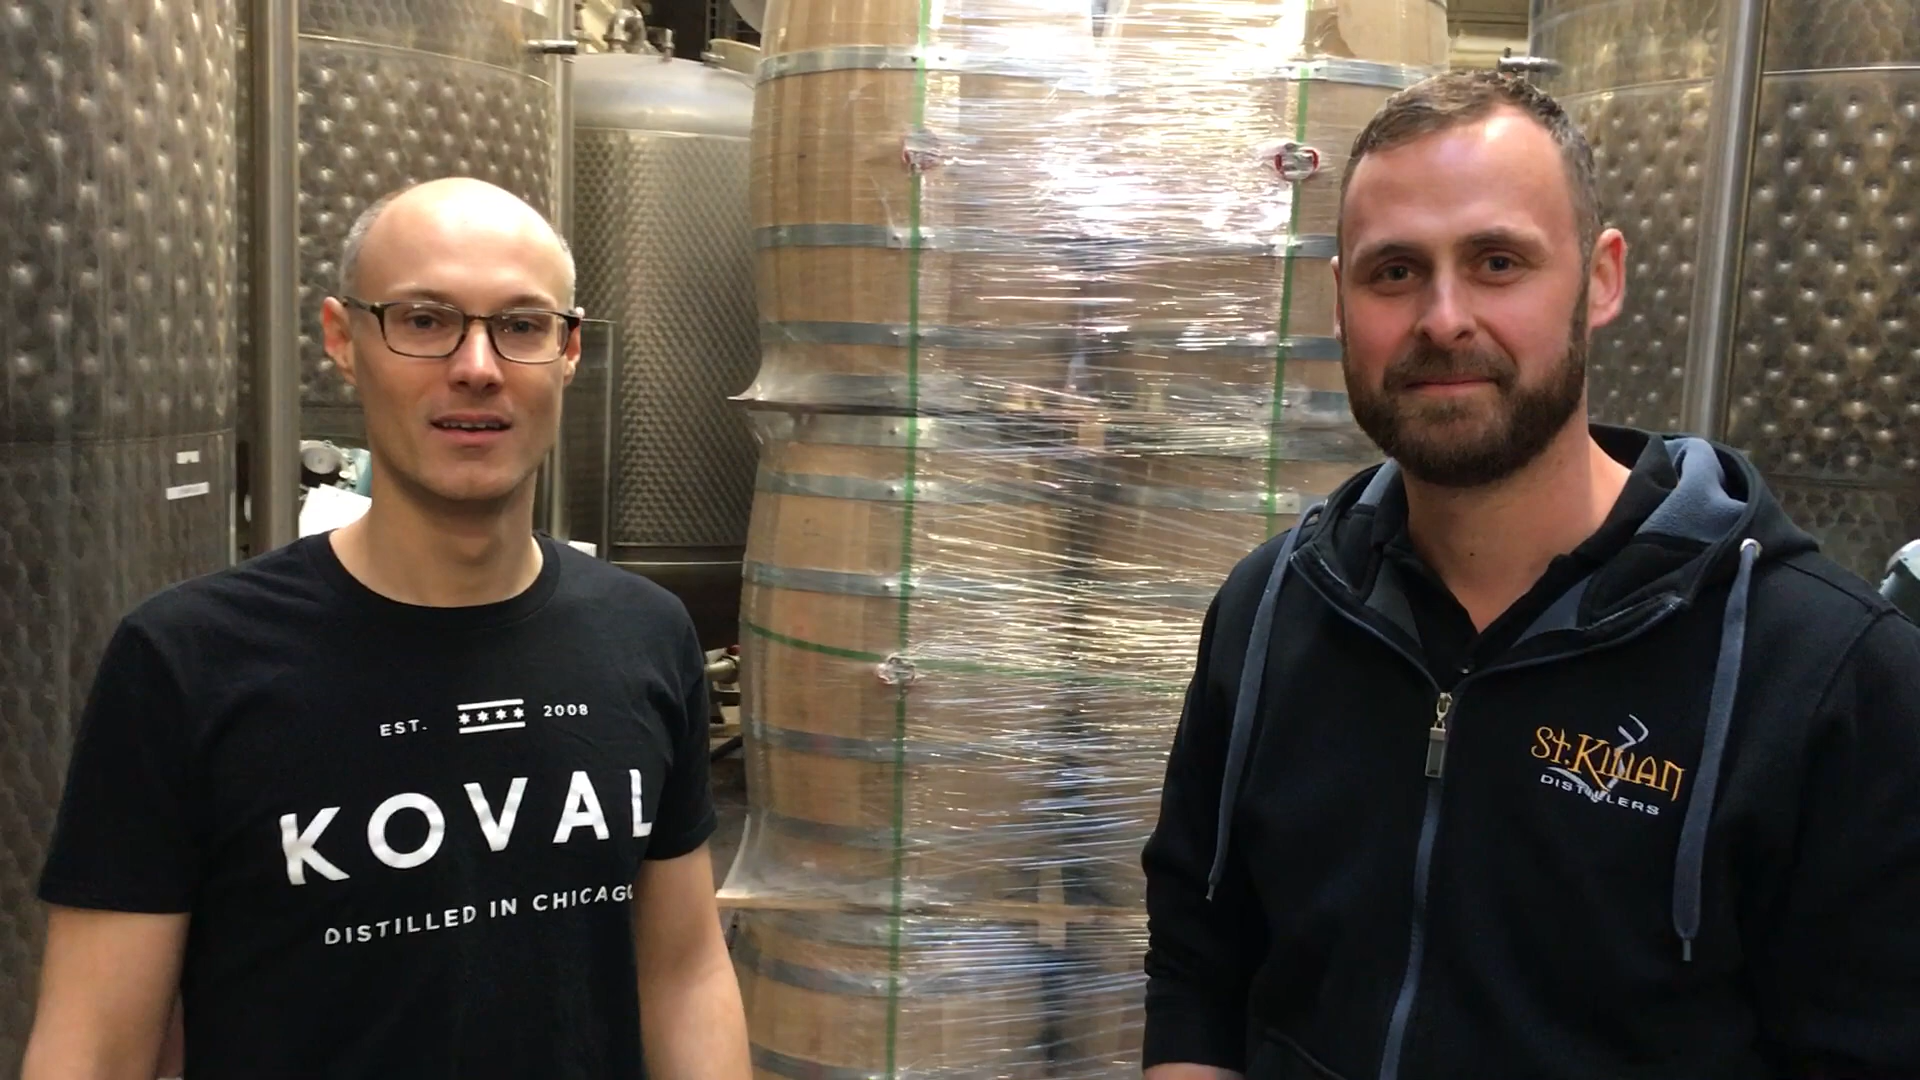 EST. 2008
KOVAL
DISTILLED IN CHICAGO
St. KILIAN
DISTILLERS